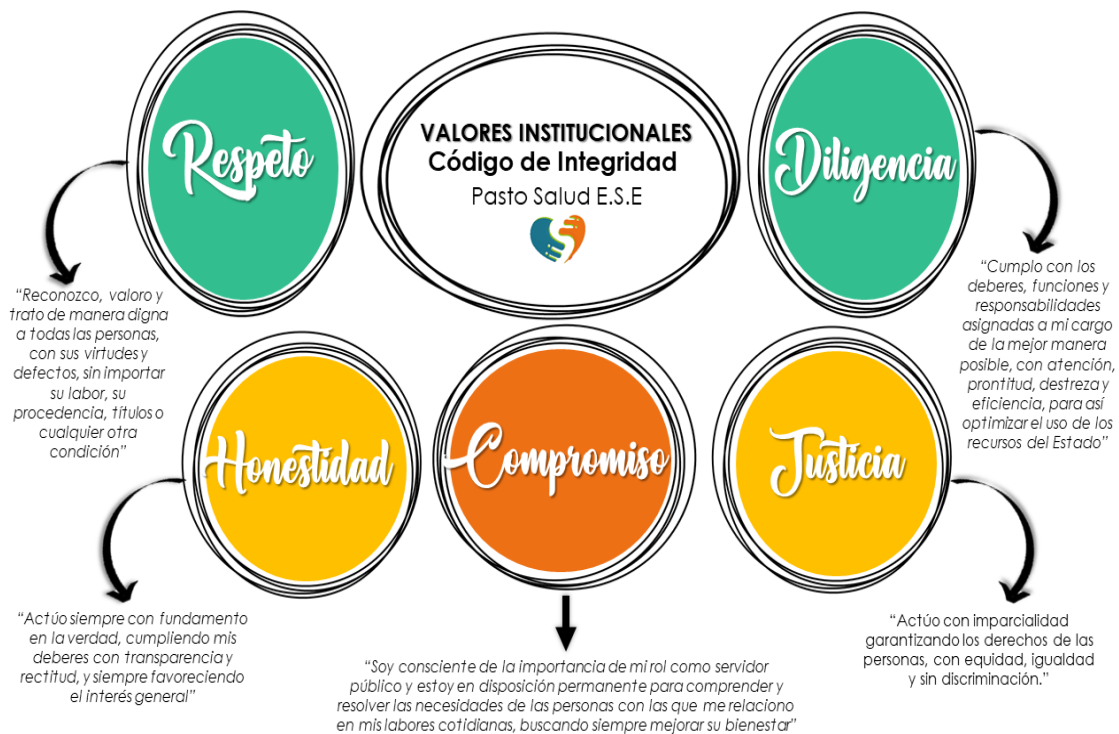 Respeto
VALORES INSTITUCIONALES
Código de Integridad
Pasto Salud E.S.E
Diligencia
“Reconozco, valoro y
trato de manera digna
a todas las personas,
con sus virtudes y
defectos, sin importar
su labor, su
procedencia, títulos o
cualquier otra
condición”
“Cumplo con los
deberes, funciones y
responsabilidades
asignadas a mi cargo
de la mejor manera
posible, con atención,
prontitud, destreza y
eficiencia, para así
optimizar el uso de los
recursos del Estado”
Honestidad
Compromiso
Justicia
“Actúo siempre con fundamento
en la verdad, cumpliendo mis
deberes con transparencia y
rectitud, y siempre favoreciendo
el interés general”
“Soy consciente de la importancia de mi rol como servidor
público y estoy en disposición permanente para comprender y
resolver las necesidades de las personas con las que me relaciono
en mis labores cotidianas, buscando siempre mejorar su bienestar”
“Actúo con imparcialidad
garantizando los derechos de las
personas, con equidad, igualdad
y sin discriminación.”